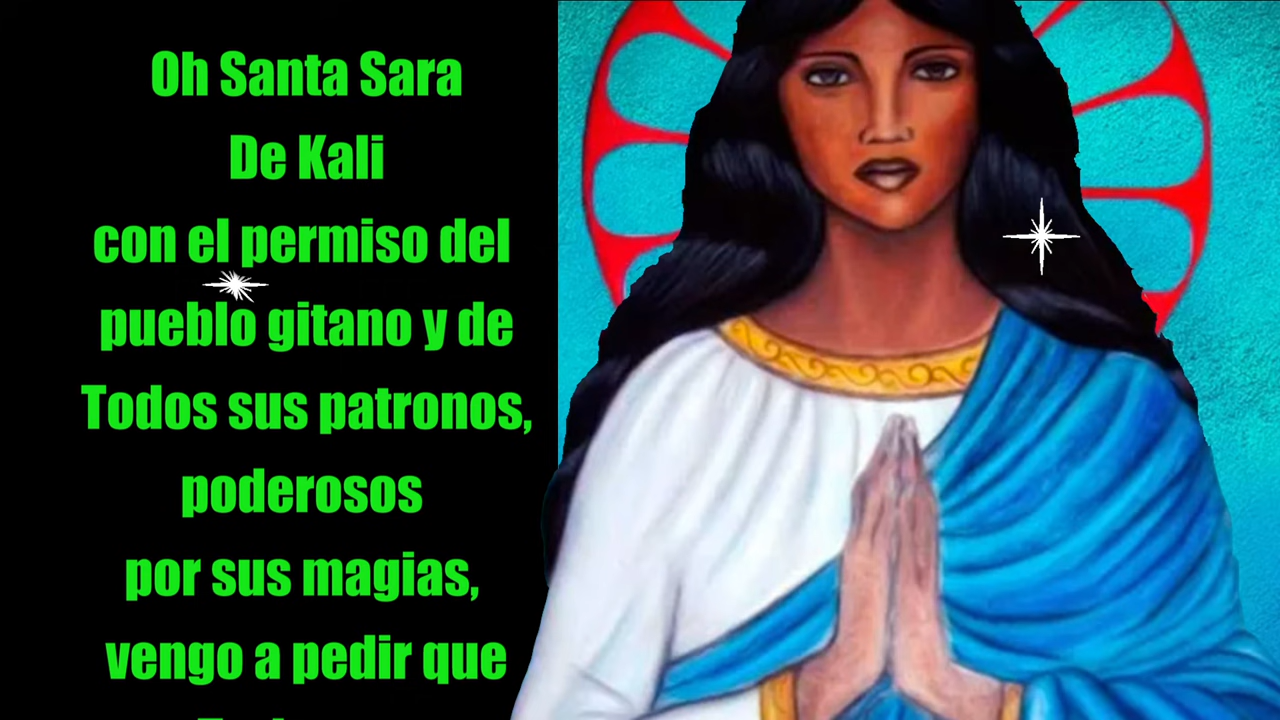 Oh Santa Sara
De Kali
con el permiso del
pueblo gitano y de
Todos sus patronos,
poderosos
por sus magias,
vengo a pedir que